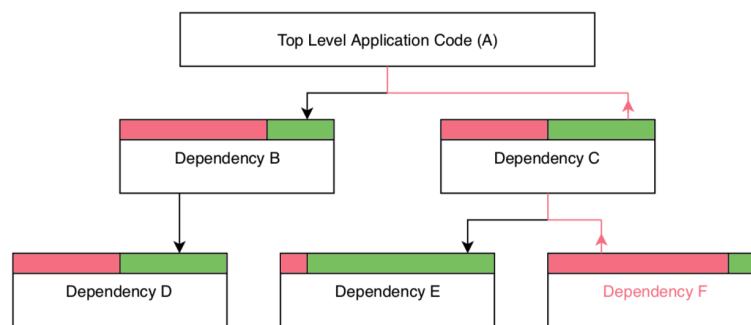 Top Level Application Code (A)
Dependency B
Dependency C
Dependency D
Dependency E
Dependency F